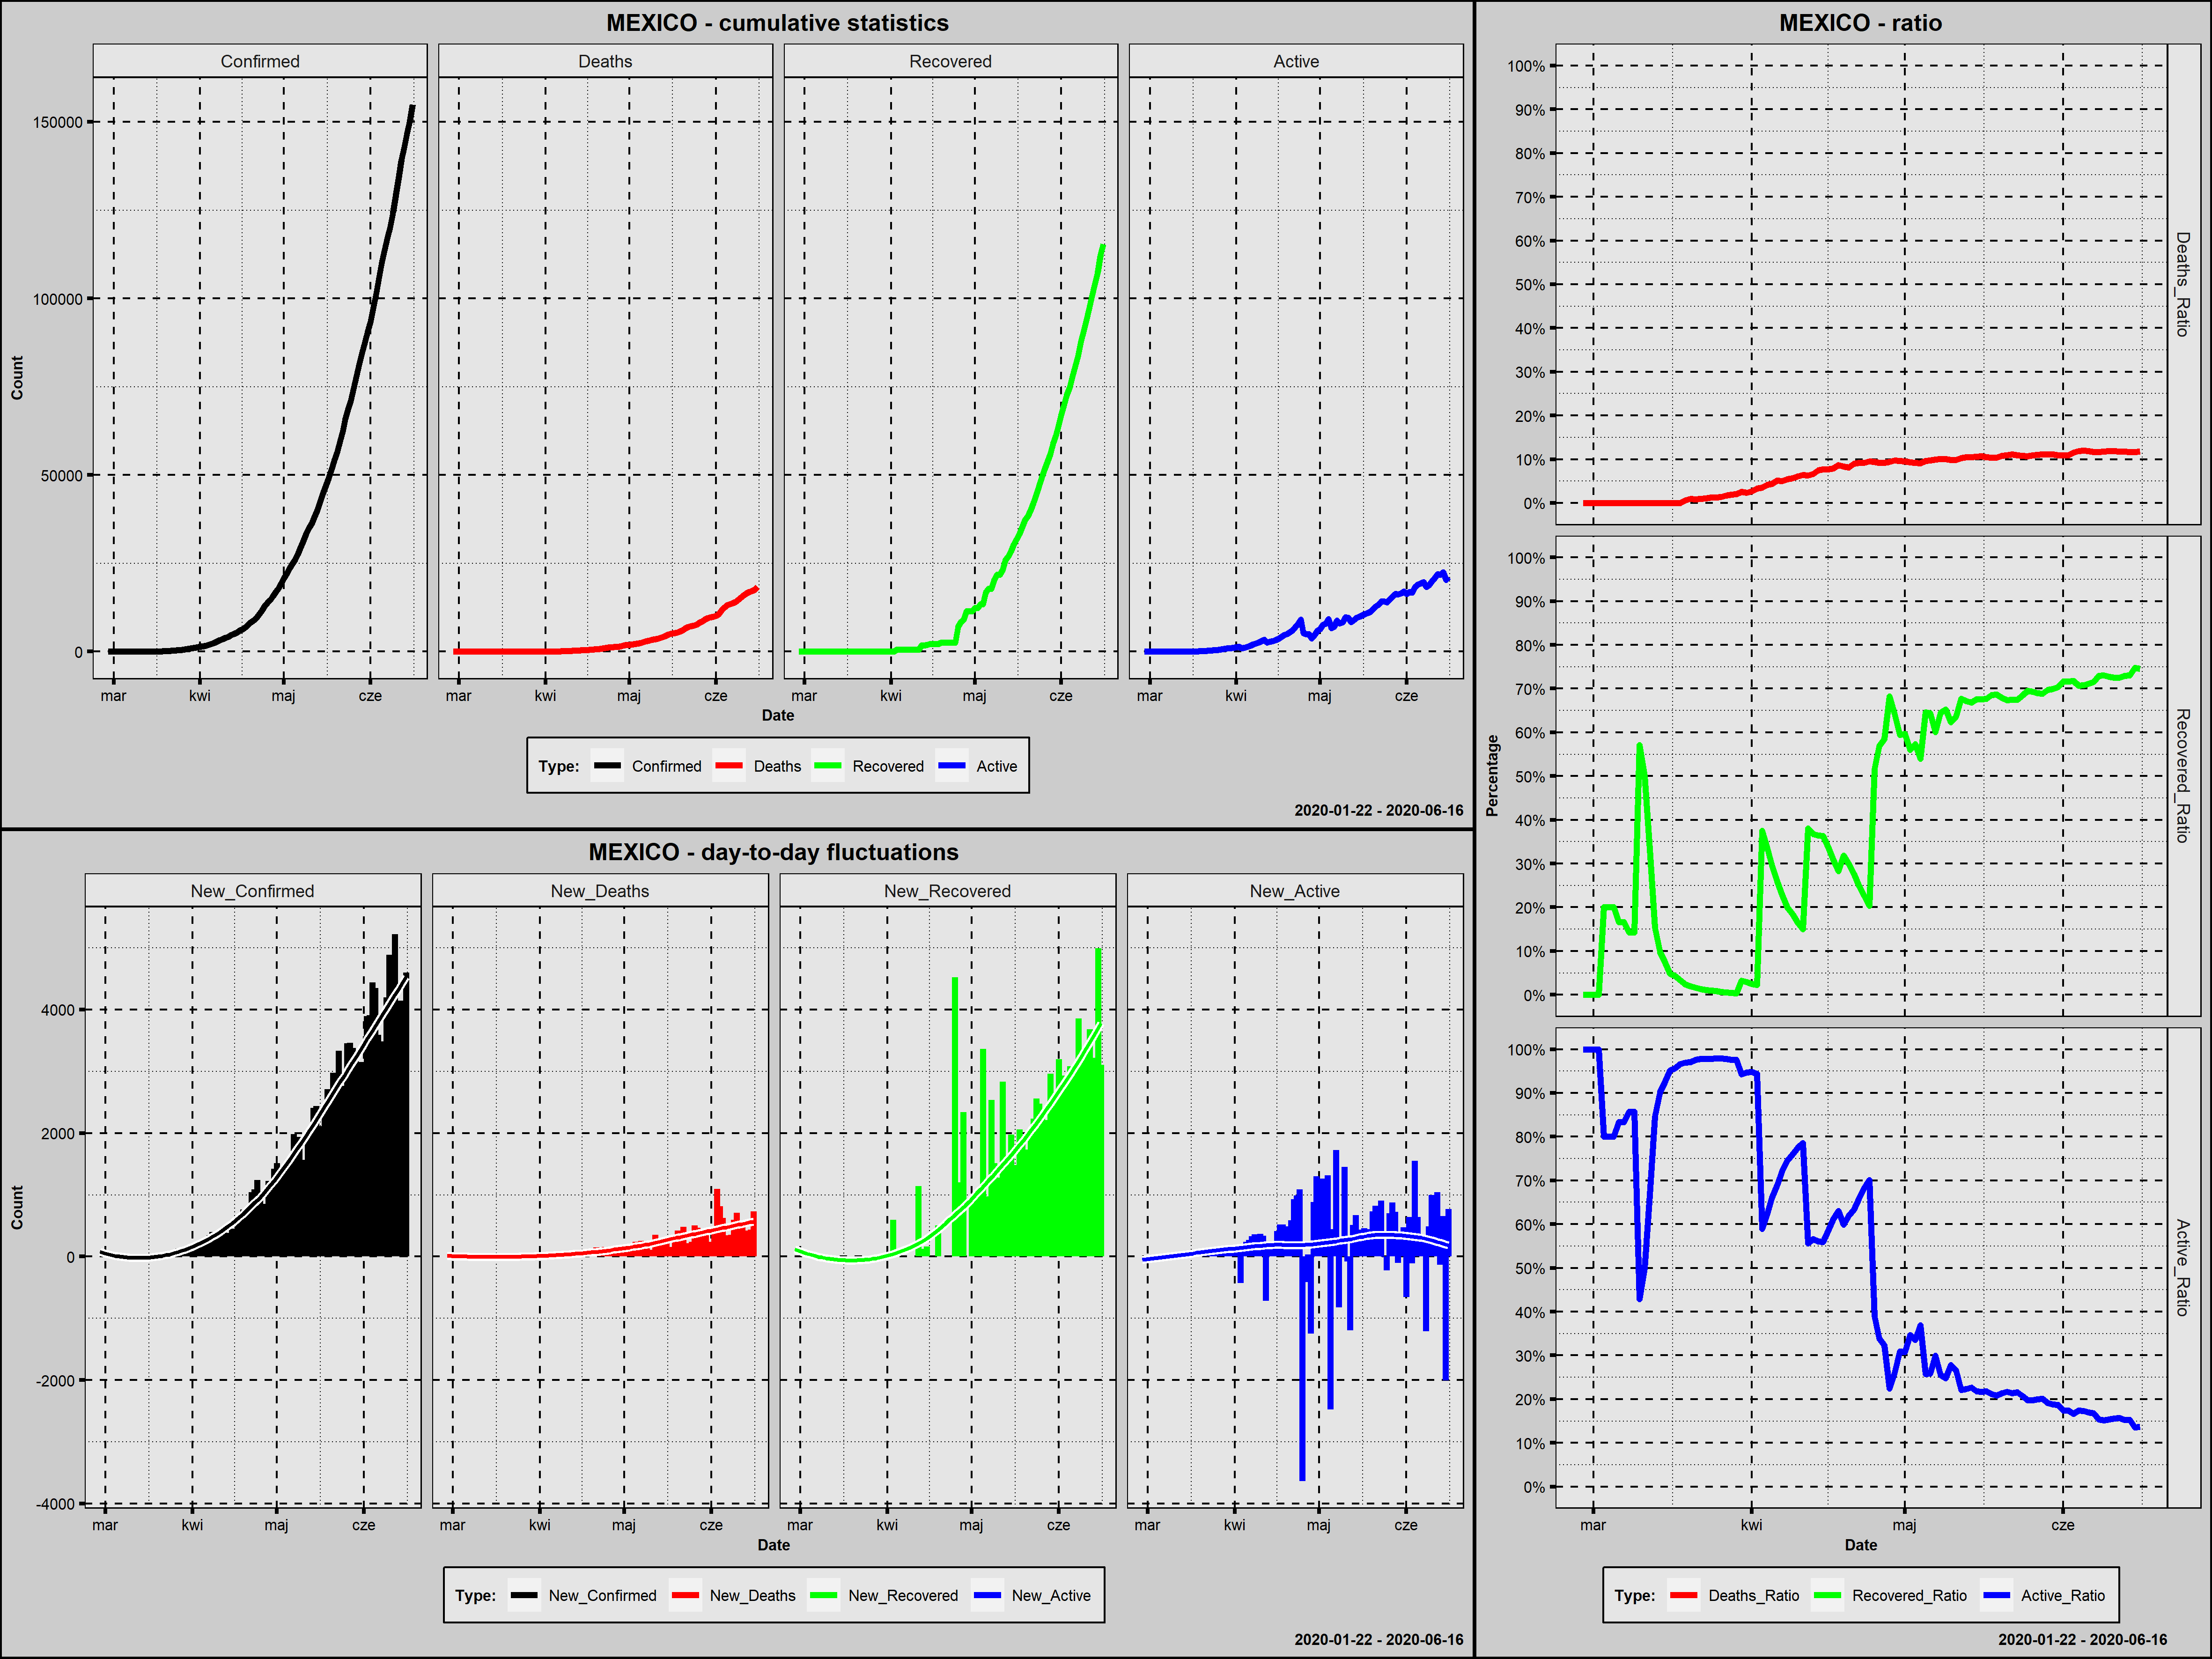 MEXICO - cumulative statistics
Confirmed
Deaths
Recovered
Active
150000
100000
50000
0
Count
mar kwi maj cze
mar kwi maj cze
mar kwi maj cze
mar kwi maj cze
Date
Type: Confirmed Deaths Recovered Active
2020-01-22 - 2020-06-16
MEXICO - day-to-day fluctuations
New_Confirmed
New_Deaths
New_Recovered
New_Active
4000
2000
0
-2000
-4000
Count
mar kwi maj cze
mar kwi maj cze
mar kwi maj cze
mar kwi maj cze
Date
Type: New_Confirmed New_Deaths New_Recovered New_Active
2020-01-22 - 2020-06-16
MEXICO - ratio
100%
90%
80%
70%
60%
50%
40%
30%
20%
10%
0%
Deaths_Ratio
100%
90%
80%
70%
60%
50%
40%
30%
20%
10%
0%
Recovered_Ratio
Percentage
100%
90%
80%
70%
60%
50%
40%
30%
20%
10%
0%
Active_Ratio
mar kwi maj cze
Date
Type: Deaths_Ratio Recovered_Ratio Active_Ratio
2020-01-22 - 2020-06-16